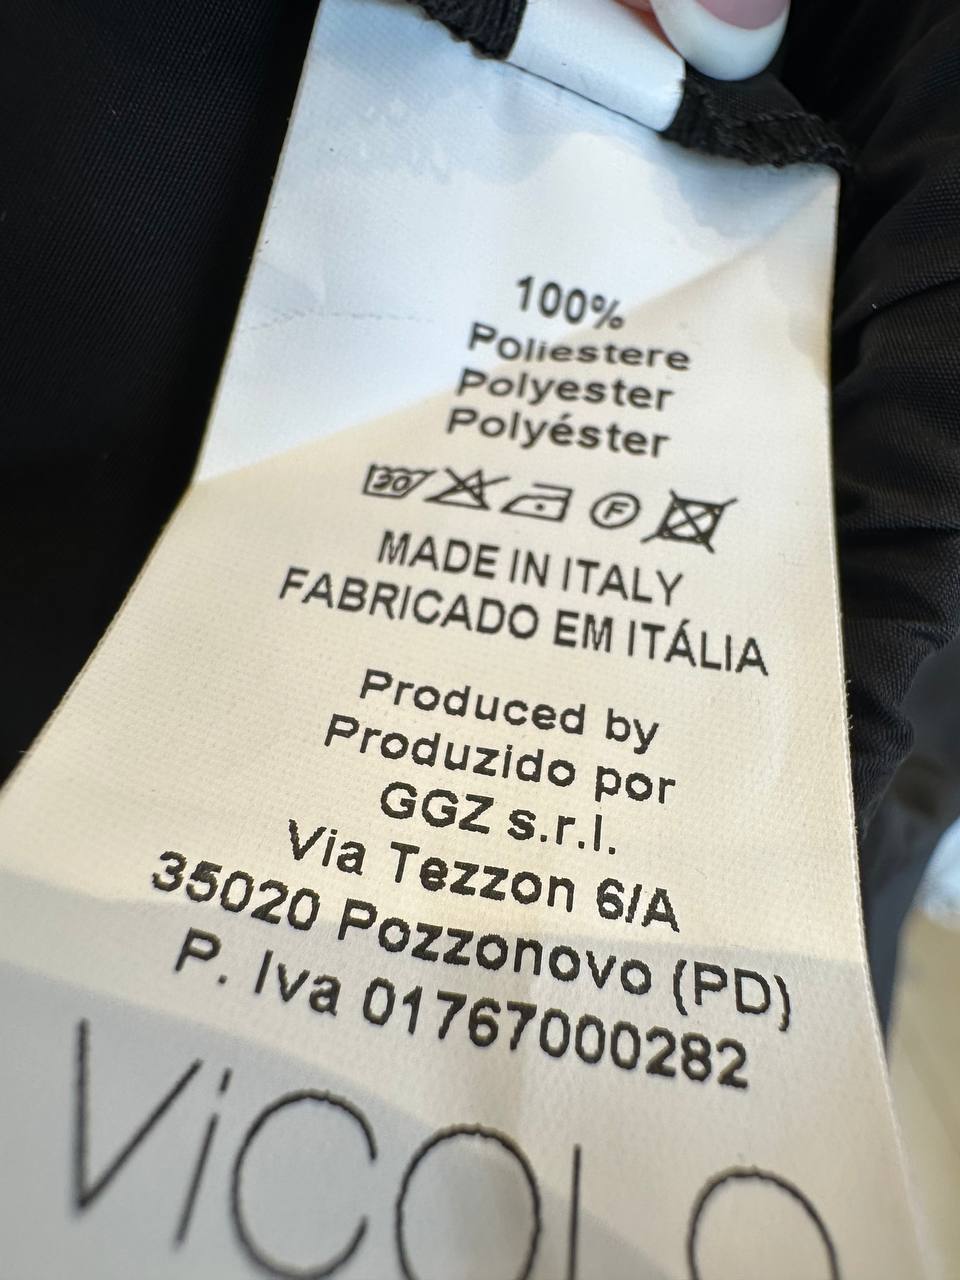 100%
Poliestere
Polyester
Polyéster
30 F
MADE IN ITALY
FABRICADO EM ITÁLIA
Produced by
Produzido por
GGZ s.r.l.
Via Tezzon 6/A
35020 Pozzonovo (PD)
P. Iva 01767000282
ViCOLO